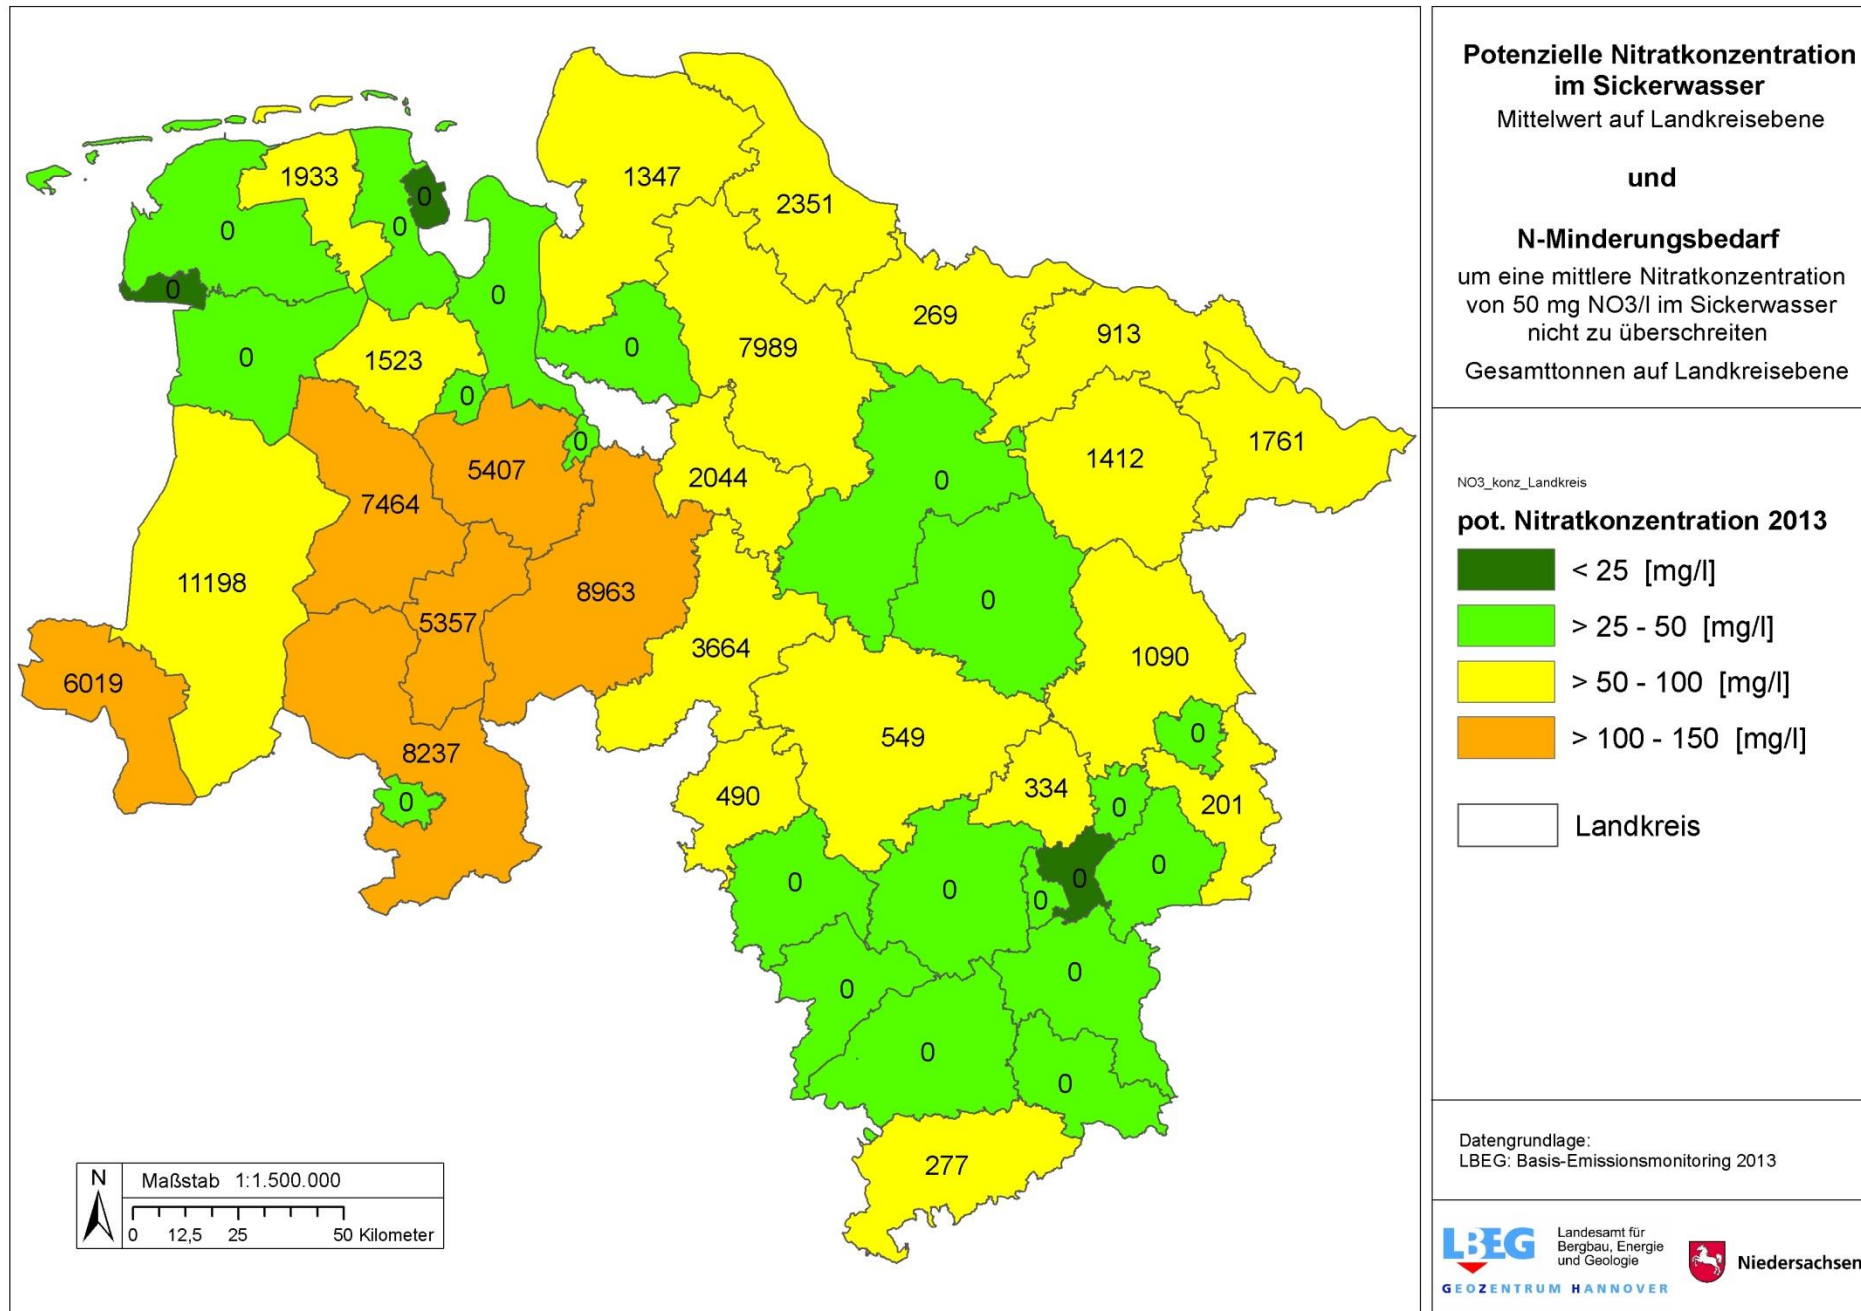 1933
0
0
1347
2351
0
0
0
0
0
1523
0
7989
269
913
0
0
5407
2044
0
1412
1761
7464
11198
5357
8963
3664
0
1090
6019
8237
0
549
0
490
334
0
201
0
0
0
0
0
0
0
0
0
277
N
Maßstab 1:1.500.000
0 12,5 25 50 Kilometer
Potenzielle Nitratkonzentration
im Sickerwasser
Mittelwert auf Landkreisebene
und
N-Minderungsbedarf
um eine mittlere Nitratkonzentration
von 50 mg NO3/l im Sickerwasser
nicht zu überschreiten
Gesamttonnen auf Landkreisebene
NO3_konz_Landkreis
pot. Nitratkonzentration 2013
< 25 [mg/l]
> 25 - 50 [mg/l]
> 50 - 100 [mg/l]
> 100 - 150 [mg/l]
Landkreis
Datengrundlage:
LBEG: Basis-Emissionsmonitoring 2013
LBEG
Landesamt für
Bergbau, Energie
und Geologie
GEOZENTRUM HANNOVER
Niedersachsen